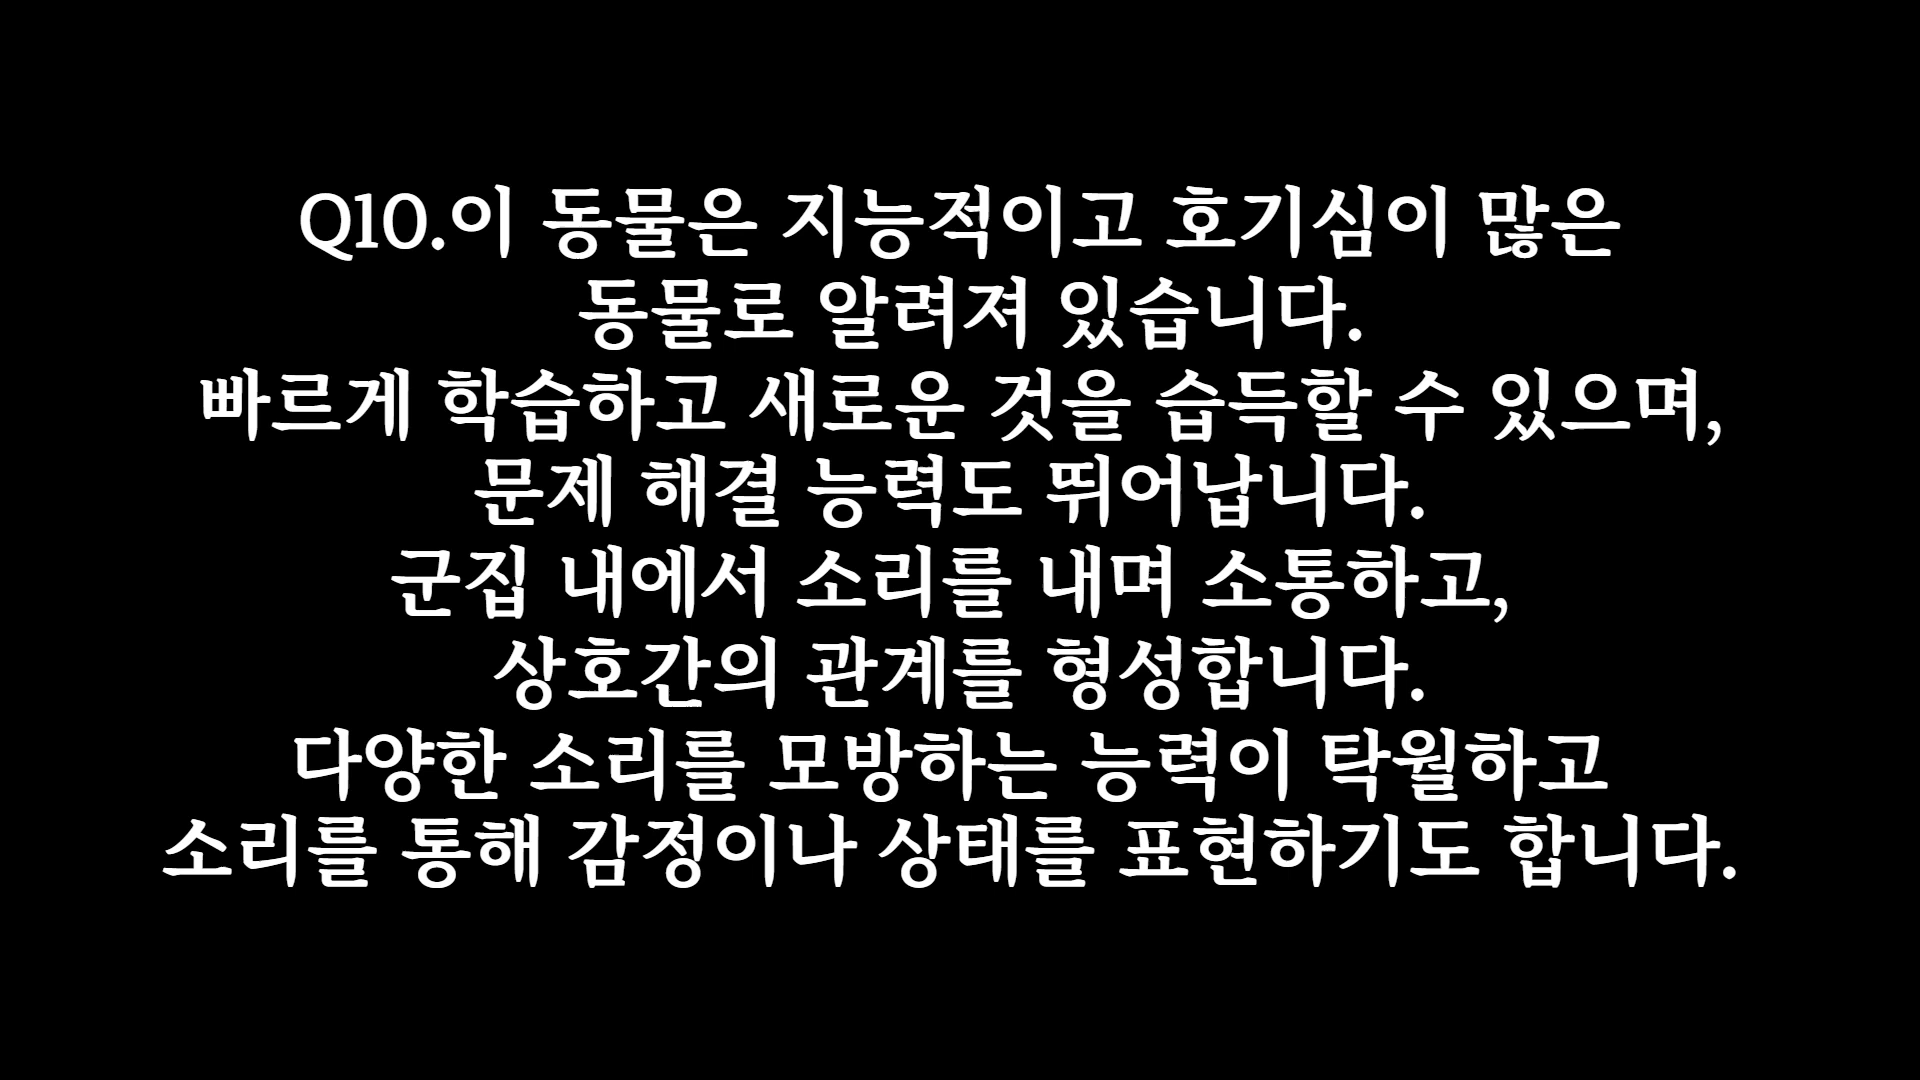 Q10.이 동물은 지능적이고 호기심이 많은
동물로 알려져 있습니다.
빠르게 학습하고 새로운 것을 습득할 수 있으며,
문제 해결 능력도 뛰어납니다.
군집 내에서 소리를 내며 소통하고,
상호간의 관계를 형성합니다.
다양한 소리를 모방하는 능력이 탁월하고
소리를 통해 감정이나 상태를 표현하기도 합니다.